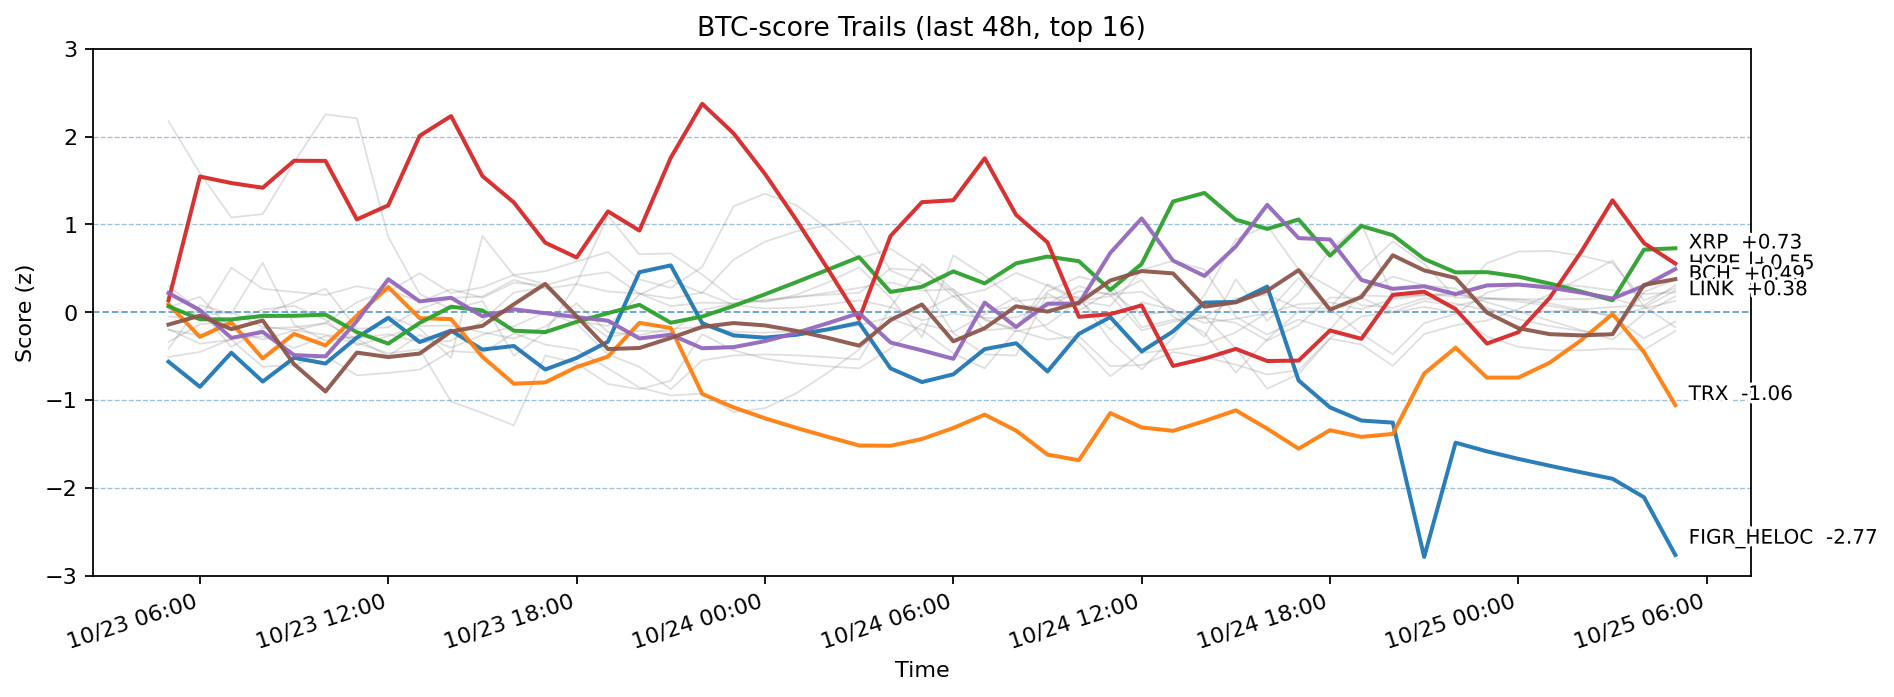 BTC-score Trails (last 48h, top 16)
Score (z)
3
2
1
0
−1
−2
−3
XRP +0.73
HYPE +0.55
BCH +0.49
LINK +0.38
TRX -1.06
FIGR_HELOC -2.77
10/23 06:00
10/23 12:00
10/23 18:00
10/24 00:00
10/24 06:00
10/24 12:00
10/24 18:00
10/25 00:00
10/25 06:00
Time